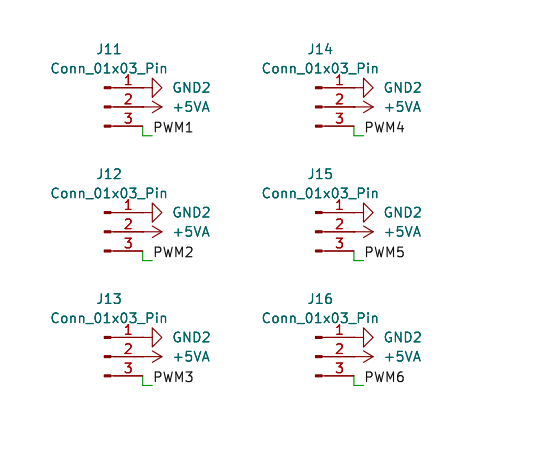 J11
Conn_01x03_Pin
1 GND2
2 +5VA
3 PWM1
J14
Conn_01x03_Pin
1 GND2
2 +5VA
3 PWM4
J12
Conn_01x03_Pin
1 GND2
2 +5VA
3 PWM2
J15
Conn_01x03_Pin
1 GND2
2 +5VA
3 PWM5
J13
Conn_01x03_Pin
1 GND2
2 +5VA
3 PWM3
J16
Conn_01x03_Pin
1 GND2
2 +5VA
3 PWM6